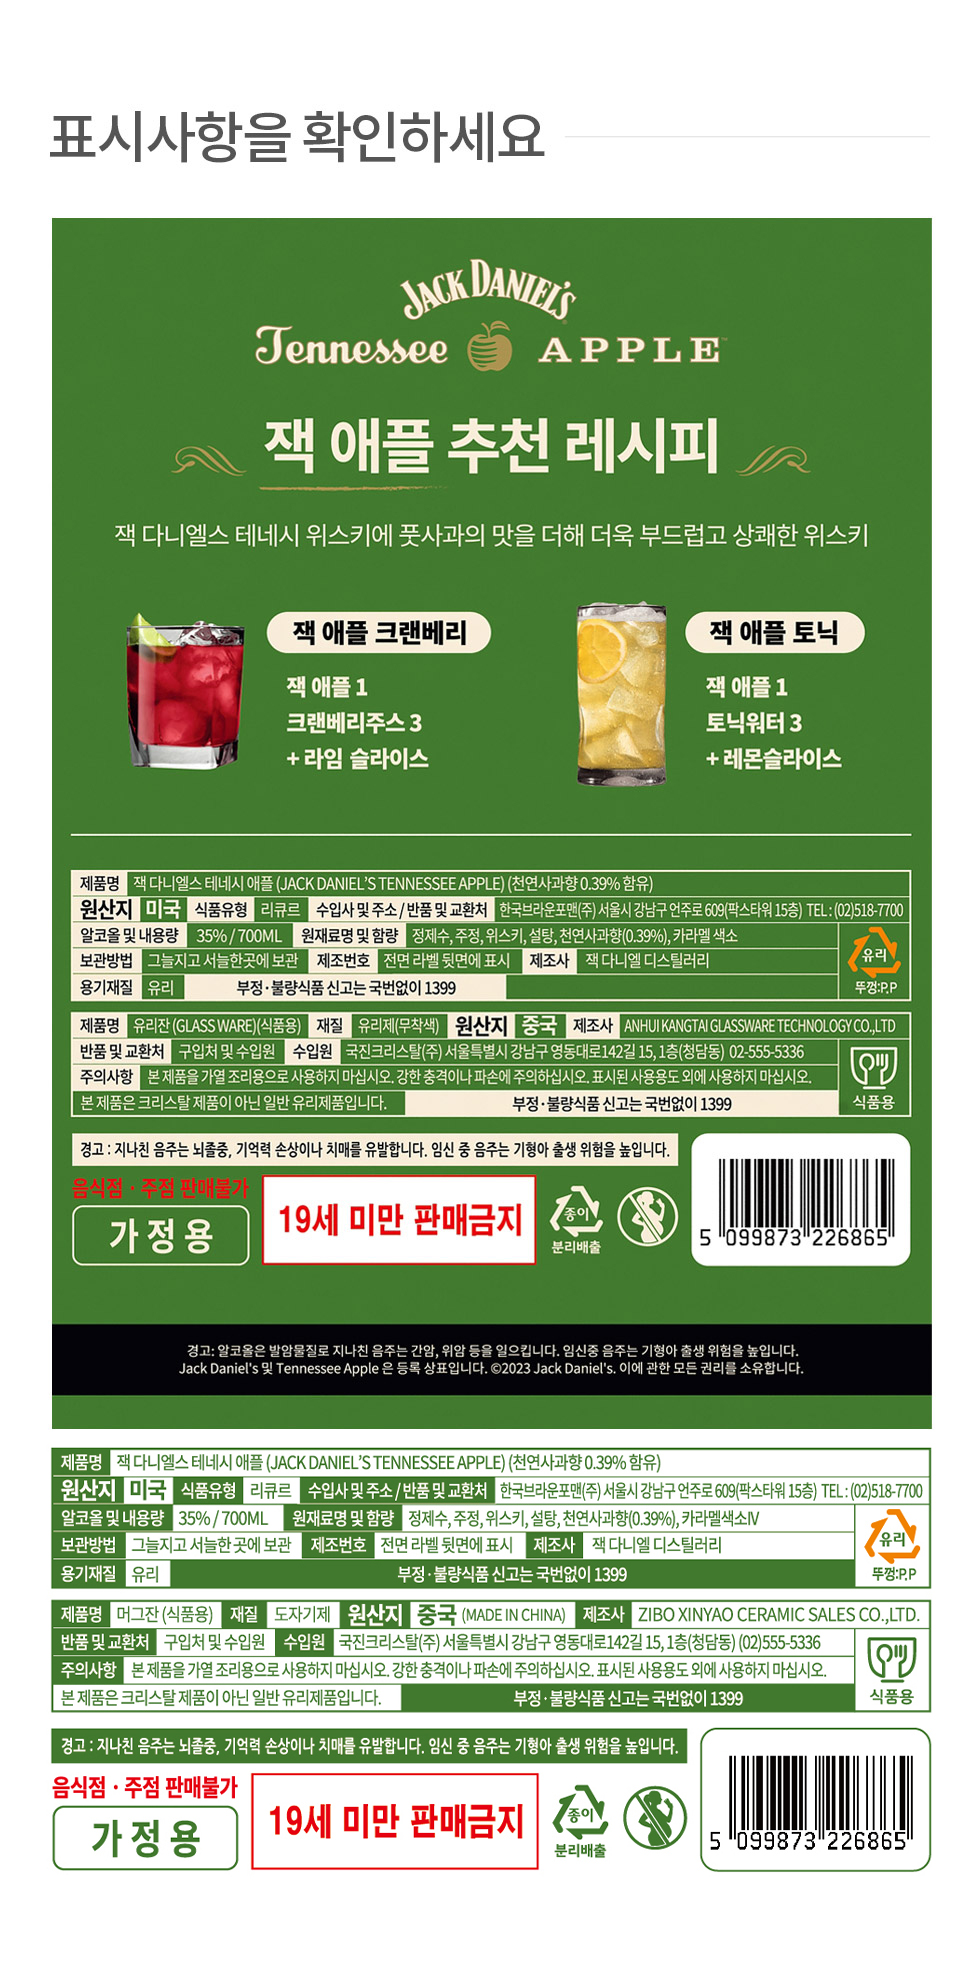 표시사항을 확인하세요
JACK DANIEL'S
Tennessee APPLE
잭 애플 추천 레시피
잭 다니엘스 테네시 위스키에 풋사과의 맛을 더해 더욱 부드럽고 상쾌한 위스키
잭 애플 크랜베리
잭 애플 1
크랜베리주스 3
+ 라임 슬라이스
잭 애플 토닉
잭 애플 1
토닉워터 3
+ 레몬슬라이스
제품명 잭 다니엘스 테네시 애플 (JACK DANIEL'S TENNESSEE APPLE) (천연사과향 0.39% 함유)
원산지 미국 식품유형 리큐르 수입사 및 주소 / 반품 및 교환처 한국브라운포맨(주) 서울시 강남구 언주로 609(팍스타워 15층) TEL : (02)518-7700
알코올 및 내용량 35% / 700ML 원재료명 및 함량 정제수, 주정, 위스키, 설탕, 천연사과향(0.39%), 카라멜 색소
보관방법 그늘지고 서늘한곳에 보관 제조번호 전면 라벨 뒷면에 표시 제조사 잭 다니엘 디스틸러리
용기재질 유리 부정·불량식품 신고는 국번없이 1399
유리
뚜껑:P.P
제품명 유리잔 (GLASS WARE)(식품용) 재질 유리제(무착색) 원산지 중국 제조사 ANHUI KANGTAI GLASSWARE TECHNOLOGY CO.,LTD
반품 및 교환처 구입처 및 수입원 수입원 국진크리스탈(주) 서울특별시 강남구 영동대로142길 15, 1층(청담동) 02-555-5336
주의사항 본 제품을 가열 조리용으로 사용하지 마십시오. 강한 충격이나 파손에 주의하십시오. 표시된 사용용도 외에 사용하지 마십시오.
본 제품은 크리스탈 제품이 아닌 일반 유리제품입니다. 부정·불량식품 신고는 국번없이 1399
식품용
경고 : 지나친 음주는 뇌졸중, 기억력 손상이나 치매를 유발합니다. 임신 중 음주는 기형아 출생 위험을 높입니다.
음식점 · 주점 판매불가
가 정 용
19세 미만 판매금지
종이
분리배출
5 099873 226865
경고: 알코올은 발암물질로 지나친 음주는 간암, 위암 등을 일으킵니다. 임신중 음주는 기형아 출생 위험을 높입니다.
Jack Daniel's 및 Tennessee Apple 은 등록 상표입니다. ©2023 Jack Daniel's. 이에 관한 모든 권리를 소유합니다.
제품명 잭 다니엘스 테네시 애플 (JACK DANIEL'S TENNESSEE APPLE) (천연사과향 0.39% 함유)
원산지 미국 식품유형 리큐르 수입사 및 주소 / 반품 및 교환처 한국브라운포맨(주) 서울시 강남구 언주로 609(팍스타워 15층) TEL : (02)518-7700
알코올 및 내용량 35% / 700ML 원재료명 및 함량 정제수, 주정, 위스키, 설탕, 천연사과향(0.39%), 카라멜색소IV
보관방법 그늘지고 서늘한 곳에 보관 제조번호 전면 라벨 뒷면에 표시 제조사 잭 다니엘 디스틸러리
용기재질 유리 부정·불량식품 신고는 국번없이 1399
유리
뚜껑:P.P
제품명 머그잔 (식품용) 재질 도자기제 원산지 중국 (MADE IN CHINA) 제조사 ZIBO XINYAO CERAMIC SALES CO.,LTD.
반품 및 교환처 구입처 및 수입원 수입원 국진크리스탈(주) 서울특별시 강남구 영동대로142길 15, 1층(청담동) (02)555-5336
주의사항 본 제품을 가열 조리용으로 사용하지 마십시오. 강한 충격이나 파손에 주의하십시오. 표시된 사용용도 외에 사용하지 마십시오.
본 제품은 크리스탈 제품이 아닌 일반 유리제품입니다. 부정·불량식품 신고는 국번없이 1399
식품용
경고 : 지나친 음주는 뇌졸중, 기억력 손상이나 치매를 유발합니다. 임신 중 음주는 기형아 출생 위험을 높입니다.
음식점 · 주점 판매불가
가 정 용
19세 미만 판매금지
종이
분리배출
5 099873 226865